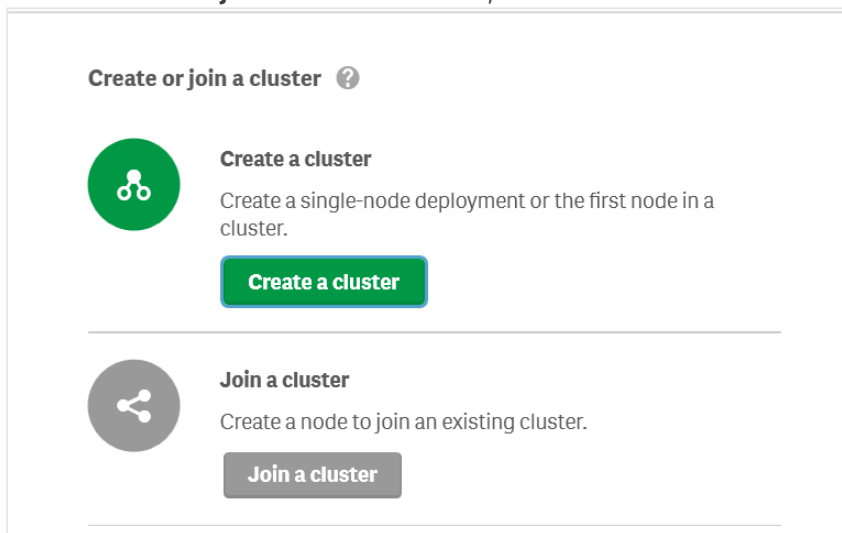 Create or join a cluster ?
Create a cluster
Create a single-node deployment or the first node in a
cluster.
Create a cluster
Join a cluster
Create a node to join an existing cluster.
Join a cluster